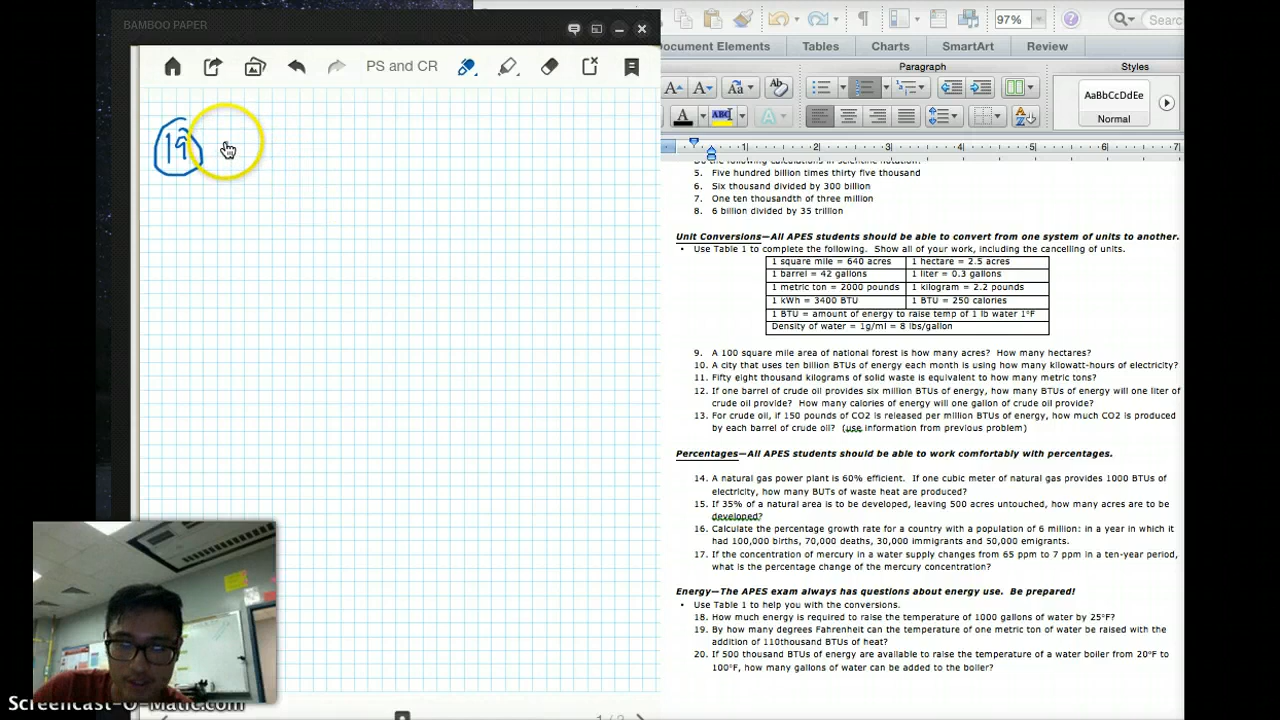 BAMBOO PAPER
PS and CR
19
97%
Searc
ocument Elements
Tables
Charts
SmartArt
Review
Paragraph
Styles
AaBbCcDdEe
Normal
1 2 3 4 5 6 7
Do the following calculations in scientific notation.
5. Five hundred billion times thirty five thousand
6. Six thousand divided by 300 billion
7. One ten thousandth of three million
8. 6 billion divided by 35 trillion
Unit Conversions—All APES students should be able to convert from one system of units to another.
• Use Table 1 to complete the following. Show all of your work, including the cancelling of units.
1 square mile = 640 acres 1 hectare = 2.5 acres
1 barrel = 42 gallons 1 liter = 0.3 gallons
1 metric ton = 2000 pounds 1 kilogram = 2.2 pounds
1 kWh = 3400 BTU 1 BTU = 250 calories
1 BTU = amount of energy to raise temp of 1 lb water 1°F
Density of water = 1g/ml = 8 lbs/gallon
9. A 100 square mile area of national forest is how many acres? How many hectares?
10. A city that uses ten billion BTUs of energy each month is using how many kilowatt-hours of electricity?
11. Fifty eight thousand kilograms of solid waste is equivalent to how many metric tons?
12. If one barrel of crude oil provides six million BTUs of energy, how many BTUs of energy will one liter of
crude oil provide? How many calories of energy will one gallon of crude oil provide?
13. For crude oil, if 150 pounds of CO2 is released per million BTUs of energy, how much CO2 is produced
by each barrel of crude oil? (use information from previous problem)
Percentages—All APES students should be able to work comfortably with percentages.
14. A natural gas power plant is 60% efficient. If one cubic meter of natural gas provides 1000 BTUs of
electricity, how many BUTs of waste heat are produced?
15. If 35% of a natural area is to be developed, leaving 500 acres untouched, how many acres are to be
developed?
16. Calculate the percentage growth rate for a country with a population of 6 million: in a year in which it
had 100,000 births, 70,000 deaths, 30,000 immigrants and 50,000 emigrants.
17. If the concentration of mercury in a water supply changes from 65 ppm to 7 ppm in a ten-year period,
what is the percentage change of the mercury concentration?
Energy—The APES exam always has questions about energy use. Be prepared!
• Use Table 1 to help you with the conversions.
18. How much energy is required to raise the temperature of 1000 gallons of water by 25°F?
19. By how many degrees Fahrenheit can the temperature of one metric ton of water be raised with the
addition of 110thousand BTUs of heat?
20. If 500 thousand BTUs of energy are available to raise the temperature of a water boiler from 20°F to
100°F, how many gallons of water can be added to the boiler?
Screencast-O-Matic.com